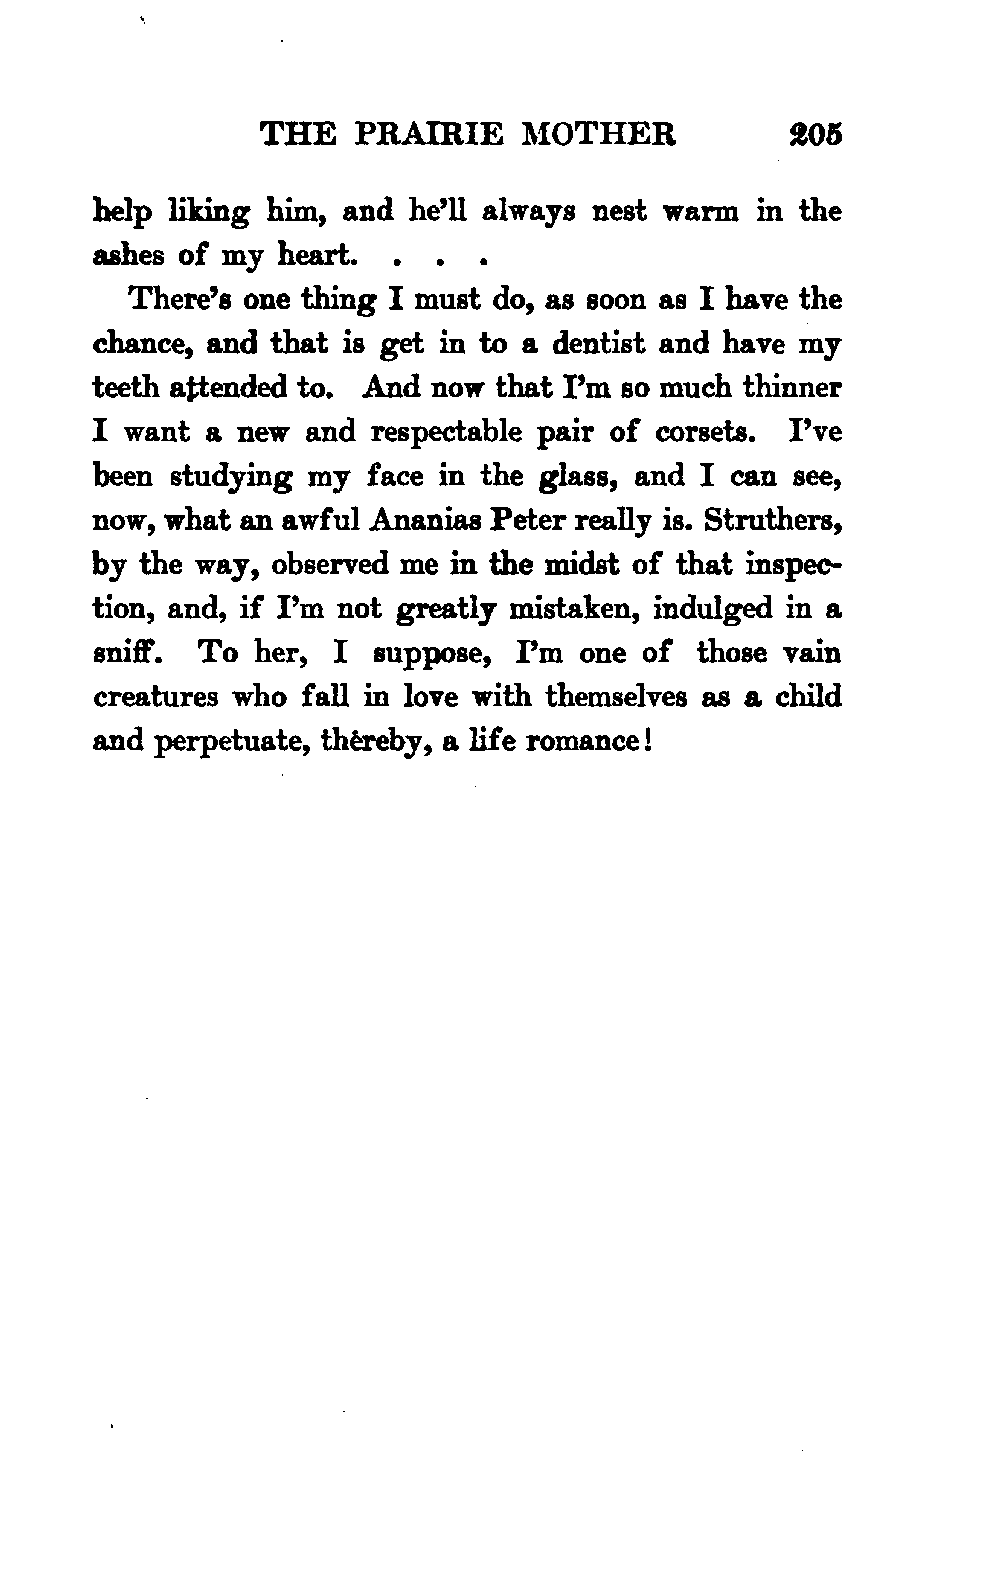 THE PRAIRIE MOTHER 205
help liking him, and he'll always nest warm in the
ashes of my heart. . . .
There's one thing I must do, as soon as I have the
chance, and that is get in to a dentist and have my
teeth attended to. And now that I'm so much thinner
I want a new and respectable pair of corsets. I've
been studying my face in the glass, and I can see,
now, what an awful Ananias Peter really is. Struthers,
by the way, observed me in the midst of that inspec-
tion, and, if I'm not greatly mistaken, indulged in a
sniff. To her, I suppose, I'm one of those vain
creatures who fall in love with themselves as a child
and perpetuate, thereby, a life romance!